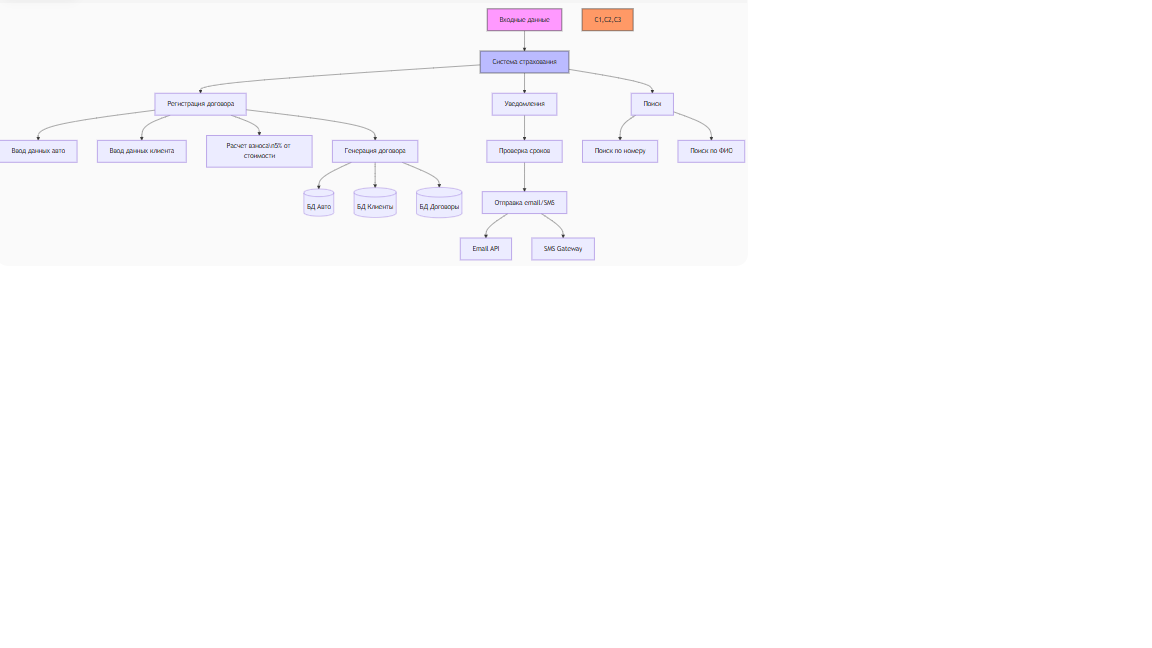 Входные данные
C1,C2,C3
Система страхования
Регистрация договора
Уведомления
Поиск
Ввод данных авто
Ввод данных клиента
Расчет взноса\n5% от
стоимости
Генерация договора
Проверка сроков
Поиск по номеру
Поиск по ФИО
БД Авто
БД Клиенты
БД Договоры
Отправка email/SMS
Email API
SMS Gateway